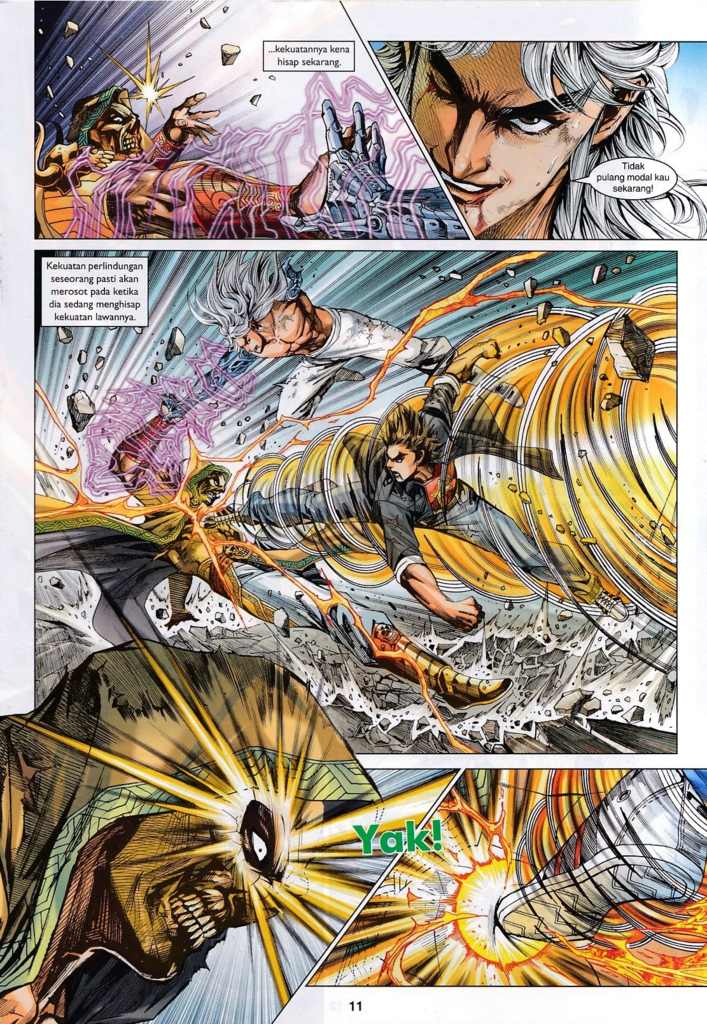 ...kekuatannya kena
hisap sekarang.
Tidak
pulang modal kau
sekarang!
Kekuatan perlindungan
seseorang pasti akan
merosot pada ketika
dia sedang menghisap
kekuatan lawannya.
Yak!
11